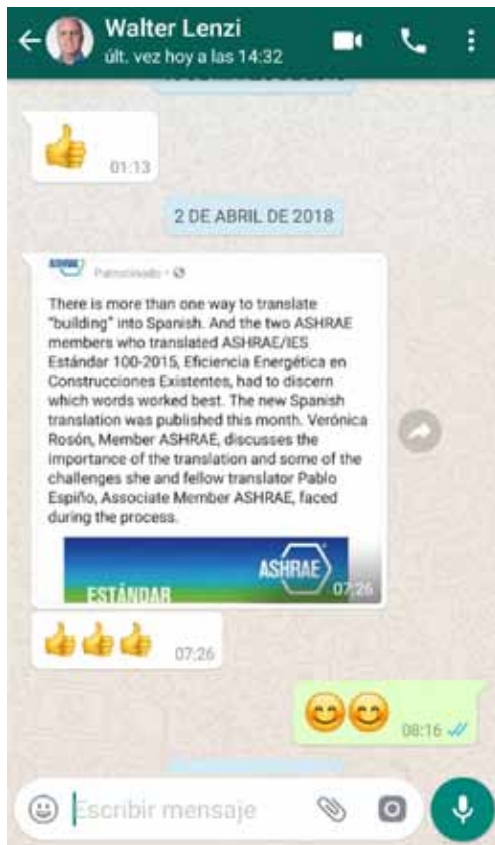 Walter Lenzi
últ. vez hoy a las 14:32
01:13
2 DE ABRIL DE 2018
ASHRAE
Patrocinado
There is more than one way to translate
"building" into Spanish. And the two ASHRAE
members who translated ASHRAE/IES
Estándar 100-2015, Eficiencia Energética en
Construcciones Existentes, had to discern
which words worked best. The new Spanish
translation was published this month. Verónica
Rosón, Member ASHRAE, discusses the
importance of the translation and some of the
challenges she and fellow translator Pablo
Espiño, Associate Member ASHRAE, faced
during the process.
ASHRAE
07:26
ESTÁNDAR
07:26
08:16
Escribir mensaje